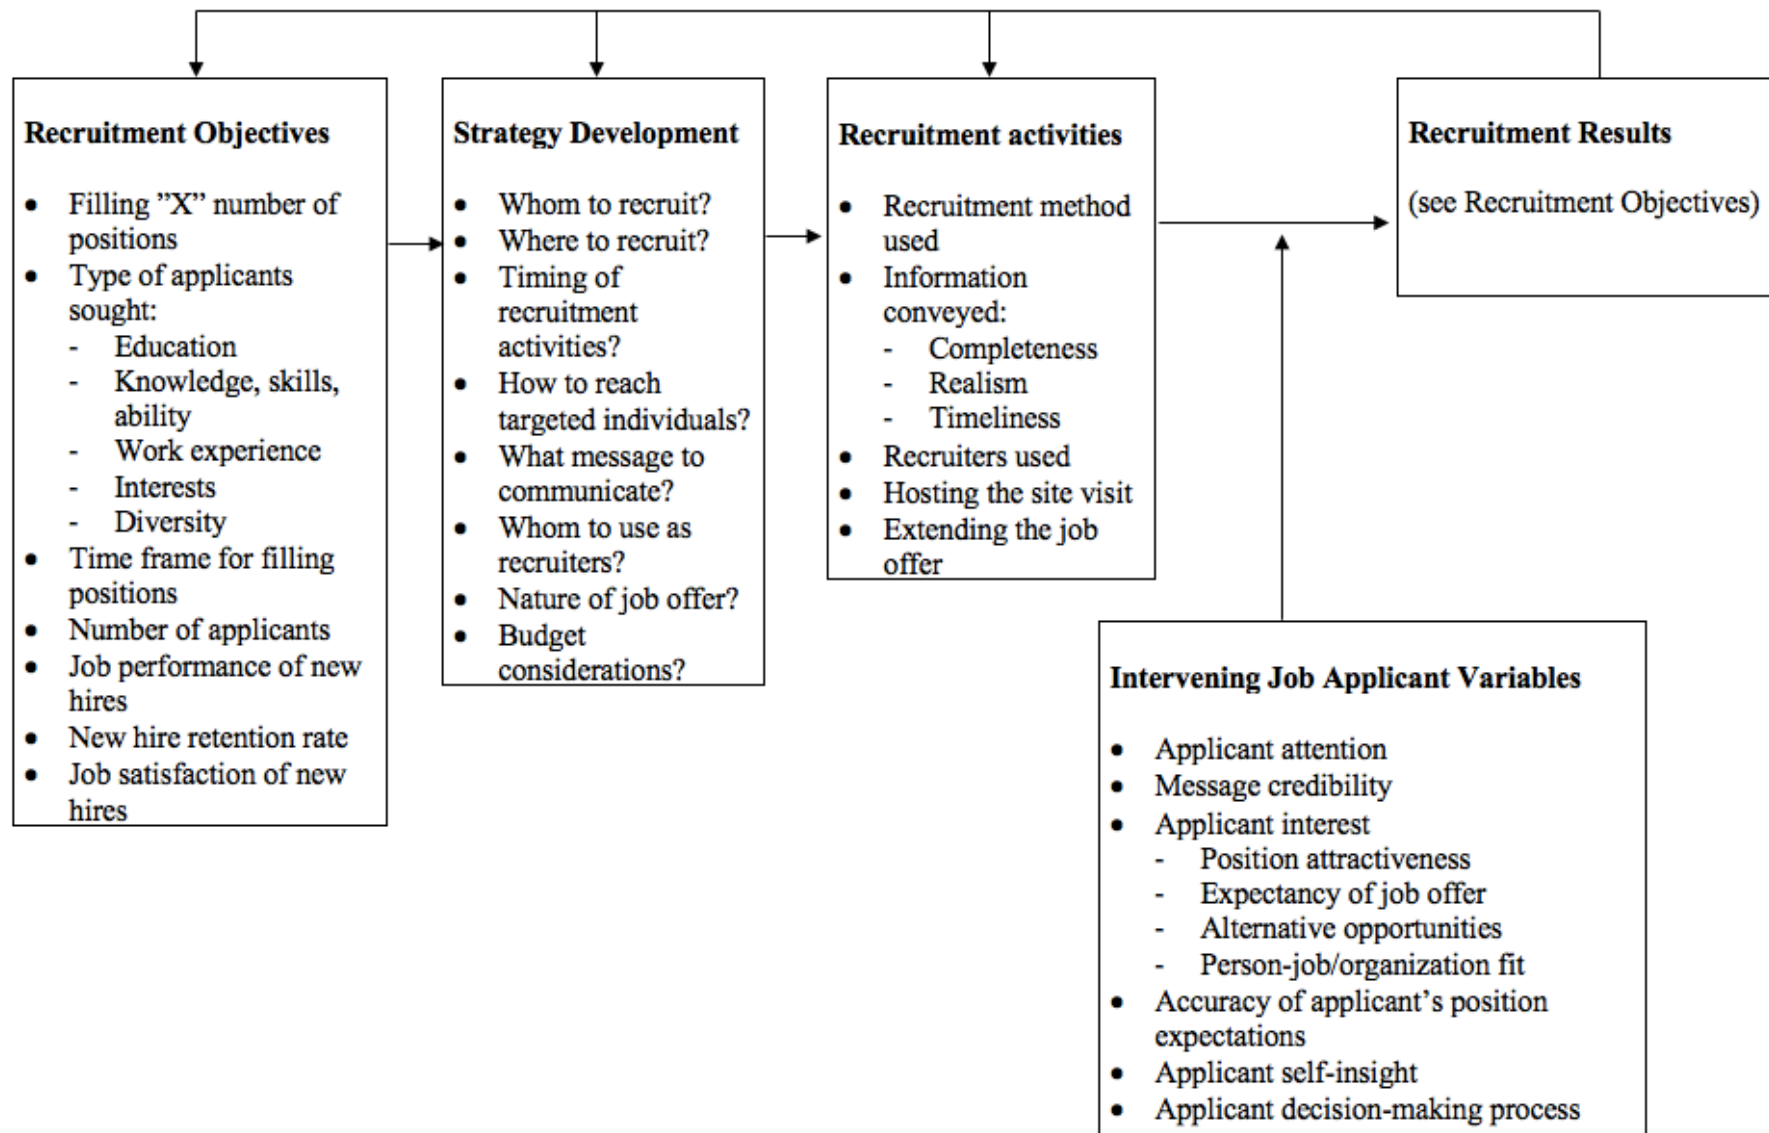 Recruitment Objectives
• Filling ”X” number of
positions
• Type of applicants
sought:
- Education
- Knowledge, skills,
ability
- Work experience
- Interests
- Diversity
• Time frame for filling
positions
• Number of applicants
• Job performance of new
hires
• New hire retention rate
• Job satisfaction of new
hires
Strategy Development
• Whom to recruit?
• Where to recruit?
• Timing of
recruitment
activities?
• How to reach
targeted individuals?
• What message to
communicate?
• Whom to use as
recruiters?
• Nature of job offer?
• Budget
considerations?
Recruitment activities
• Recruitment method
used
• Information
conveyed:
- Completeness
- Realism
- Timeliness
• Recruiters used
• Hosting the site visit
• Extending the job
offer
Recruitment Results
(see Recruitment Objectives)
Intervening Job Applicant Variables
• Applicant attention
• Message credibility
• Applicant interest
- Position attractiveness
- Expectancy of job offer
- Alternative opportunities
- Person-job/organization fit
• Accuracy of applicant’s position
expectations
• Applicant self-insight
• Applicant decision-making process